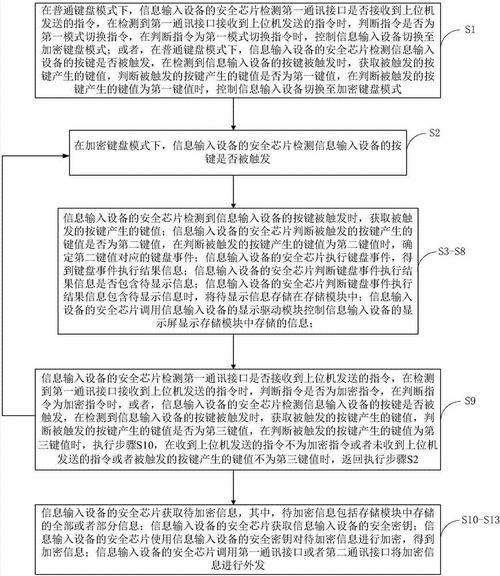 在普通键盘模式下，信息输入设备的安全芯片检测第一通讯接口是否接收到上位机
发送的指令，在检测到第一通讯接口接收到上位机发送的指令时，判断指令是否为
第一模式切换指令，在判断指令为第一模式切换指令时，控制信息输入设备切换至
加密键盘模式；或者，在普通键盘模式下，信息输入设备的安全芯片检测信息输入
设备的按键是否被触发，在检测到信息输入设备的按键被触发时，获取被触发的按
键产生的键值，判断被触发的按键产生的键值是否为第一键值，在判断被触发的按
键产生的键值为第一键值时，控制信息输入设备切换至加密键盘模式
S1
在加密键盘模式下，信息输入设备的安全芯片检测信息输入设备的按
键是否被触发
S2
信息输入设备的安全芯片检测到信息输入设备的按键被触发时，获取被触
发的按键产生的键值；信息输入设备的安全芯片判断被触发的按键产生的
键值是否为第二键值，在判断被触发的按键产生的键值为第二键值时，确
定第二键值对应的键盘事件；信息输入设备的安全芯片执行键盘事件，得
到键盘事件执行结果信息；信息输入设备的安全芯片判断键盘事件执行结
果信息是否包含待显示信息；信息输入设备的安全芯片判断键盘事件执行
结果信息包含待显示信息时，将待显示信息存储在存储模块中；信息输入
设备的安全芯片调用信息输入设备的显示驱动模块控制信息输入设备的显
示屏显示存储模块中存储的信息；
S3-S8
信息输入设备的安全芯片检测第一通讯接口是否接收到上位机发送的指令，在检测
到第一通讯接口接收到上位机发送的指令时，判断指令是否为加密指令，在判断指
令为加密指令时，或者，信息输入设备的安全芯片检测信息输入设备的按键是否被
触发，在检测到信息输入设备的按键被触发时，获取被触发的按键产生的键值，判
断被触发的按键产生的键值是否为第三键值，在判断被触发的按键产生的键值为第
三键值时，执行步骤S10，在收到上位机发送的指令不为加密指令或者未收到上位机
发送的指令或者被触发的按键产生的键值不为第三键值时，返回执行步骤S2
S9
信息输入设备的安全芯片获取待加密信息，其中，待加密信息包括存储模块中存储
的全部或者部分信息；信息输入设备的安全芯片获取信息输入设备的安全密钥；信
息输入设备的安全芯片使用信息输入设备的安全密钥对待加密信息进行加密，得到
加密信息；信息输入设备的安全芯片调用第一通讯接口或者第二通讯接口将加密信
息进行外发
S10-S13